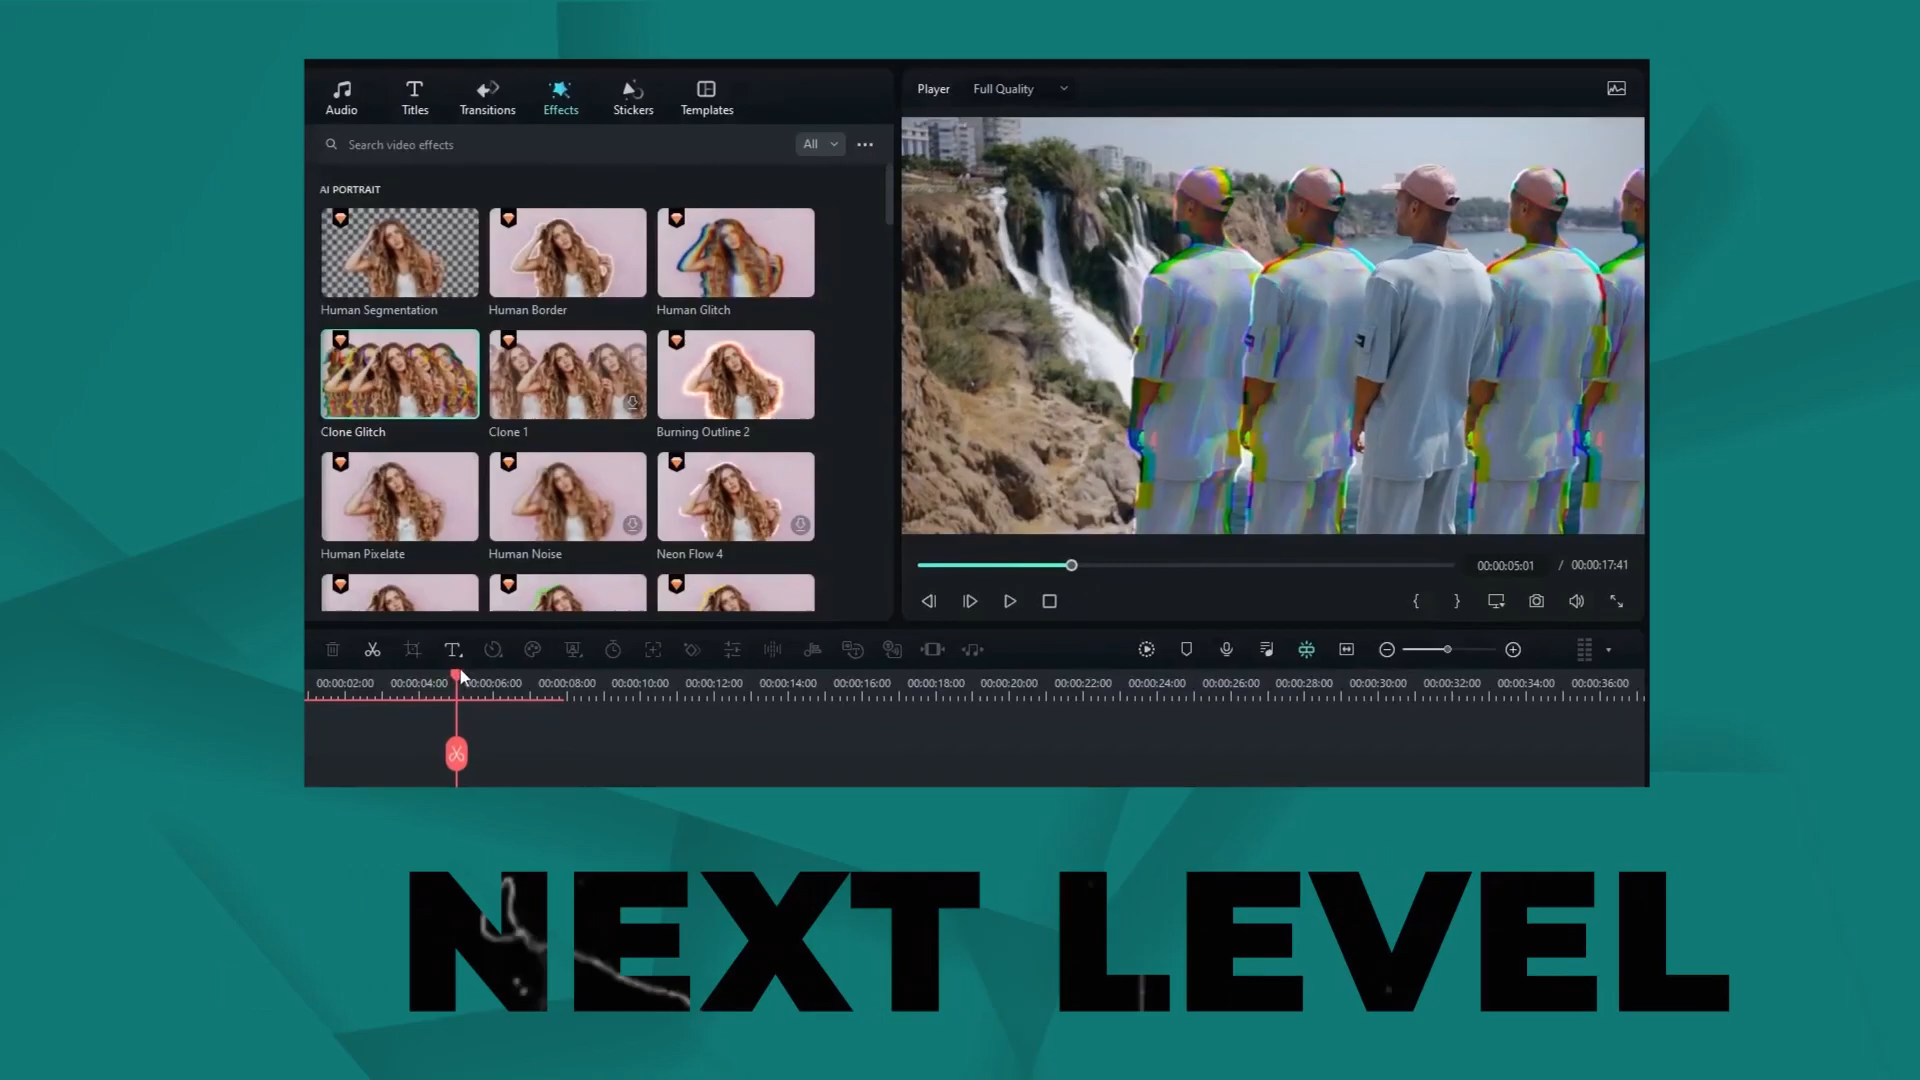 Audio
Titles
Transitions
Effects
Stickers
Templates
Player
Full Quality
Search video effects
All
AI PORTRAIT
Human Segmentation
Human Border
Human Glitch
Clone Glitch
Clone 1
Burning Outline 2
Human Pixelate
Human Noise
Neon Flow 4
00:00:05:01 / 00:00:17:41
00:00:02:00 00:00:04:00 00:00:06:00 00:00:08:00 00:00:10:00 00:00:12:00 00:00:14:00 00:00:16:00 00:00:18:00 00:00:20:00 00:00:22:00 00:00:24:00 00:00:26:00 00:00:28:00 00:00:30:00 00:00:32:00 00:00:34:00 00:00:36:00
NEXT LEVEL